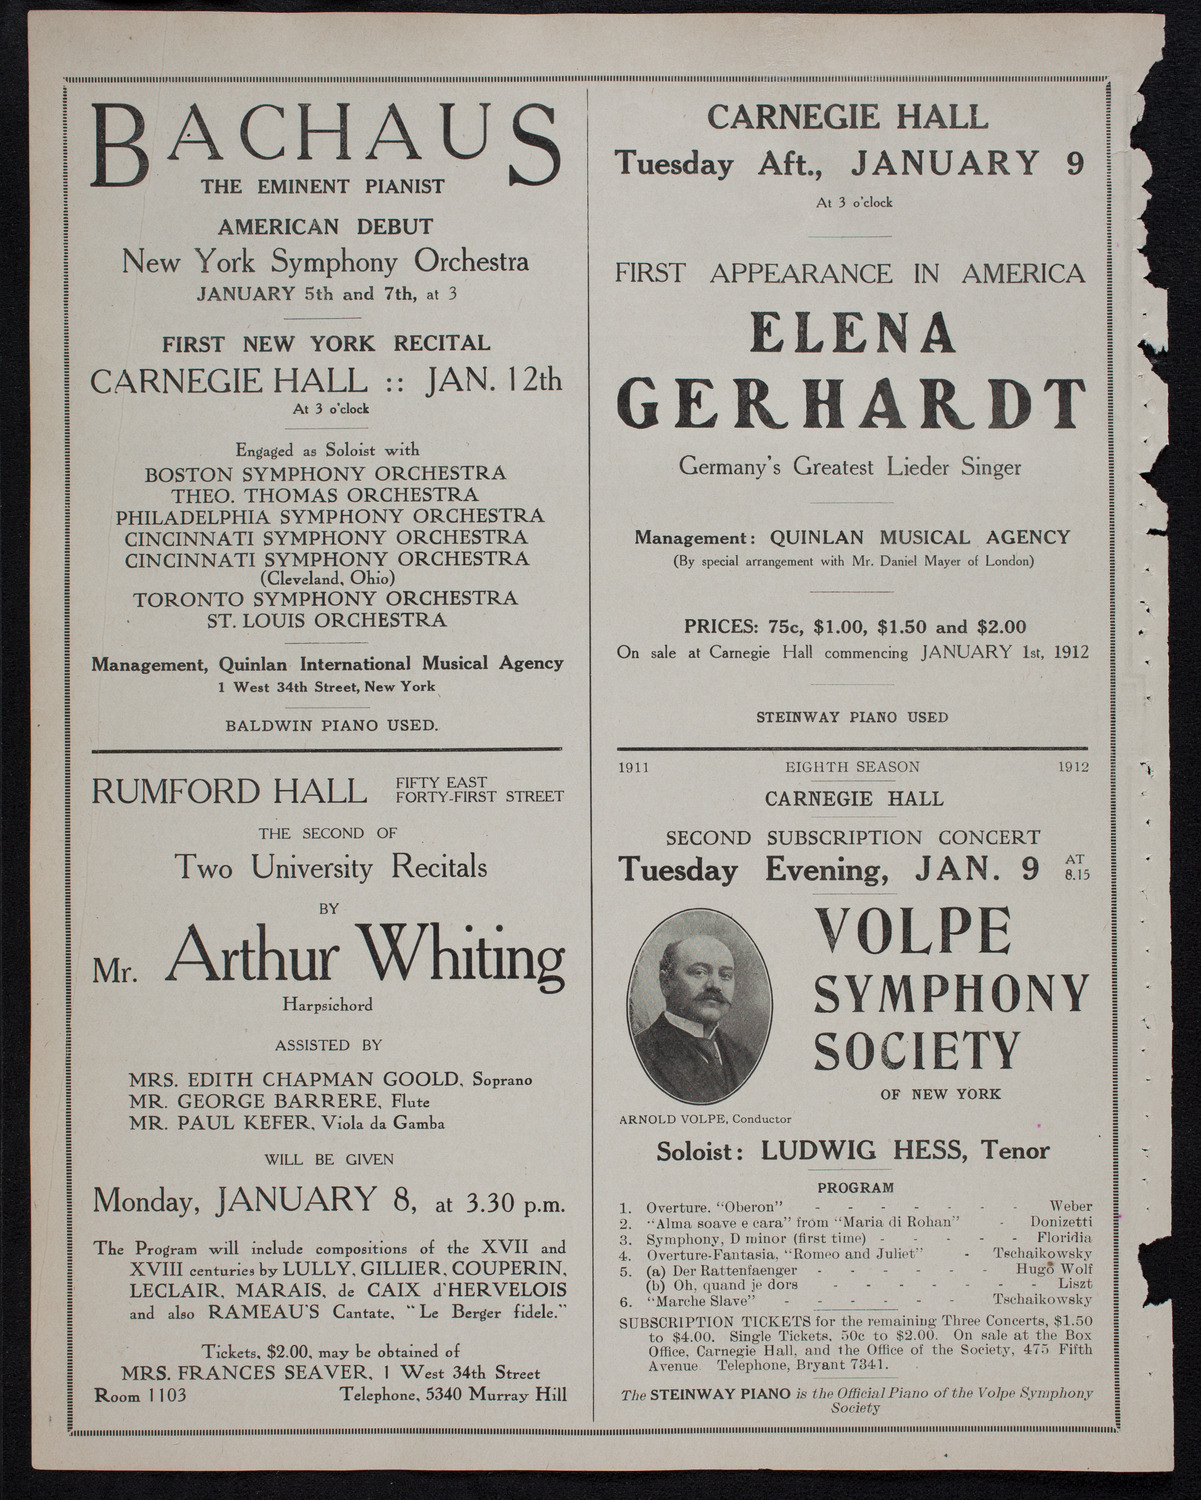 BACHAUS
THE EMINENT PIANIST
AMERICAN DEBUT
New York Symphony Orchestra
JANUARY 5th and 7th, at 3
FIRST NEW YORK RECITAL
CARNEGIE HALL :: JAN. 12th
At 3 o'clock
Engaged as Soloist with
BOSTON SYMPHONY ORCHESTRA
THEO. THOMAS ORCHESTRA
PHILADELPHIA SYMPHONY ORCHESTRA
CINCINNATI SYMPHONY ORCHESTRA
CINCINNATI SYMPHONY ORCHESTRA
(Cleveland, Ohio)
TORONTO SYMPHONY ORCHESTRA
ST. LOUIS ORCHESTRA
Management, Quinlan International Musical Agency
1 West 34th Street, New York
BALDWIN PIANO USED.
RUMFORD HALL FIFTY EAST
FORTY-FIRST STREET
THE SECOND OF
Two University Recitals
BY
Mr. Arthur Whiting
Harpsichord
ASSISTED BY
MRS. EDITH CHAPMAN GOOLD, Soprano
MR. GEORGE BARRERE, Flute
MR. PAUL KEFER, Viola da Gamba
WILL BE GIVEN
Monday, JANUARY 8, at 3.30 p.m.
The Program will include compositions of the XVII and
XVIII centuries by LULLY, GILLIER, COUPERIN,
LECLAIR, MARAIS, de CAIX d'HERVELOIS
and also RAMEAU'S Cantate, "Le Berger fidele."
Tickets, $2.00, may be obtained of
MRS. FRANCES SEAVER, 1 West 34th Street
Room 1103 Telephone, 5340 Murray Hill
CARNEGIE HALL
Tuesday Aft., JANUARY 9
At 3 o'clock
FIRST APPEARANCE IN AMERICA
ELENA
GERHARDT
Germany's Greatest Lieder Singer
Management: QUINLAN MUSICAL AGENCY
(By special arrangement with Mr. Daniel Mayer of London)
PRICES: 75c, $1.00, $1.50 and $2.00
On sale at Carnegie Hall commencing JANUARY 1st, 1912
STEINWAY PIANO USED
1911 EIGHTH SEASON 1912
CARNEGIE HALL
SECOND SUBSCRIPTION CONCERT
Tuesday Evening, JAN. 9 AT 8.15
VOLPE
SYMPHONY
SOCIETY
OF NEW YORK
ARNOLD VOLPE, Conductor
Soloist: LUDWIG HESS, Tenor
PROGRAM
1. Overture, "Oberon" - - - - - - - Weber
2. "Alma soave e cara" from "Maria di Rohan" - Donizetti
3. Symphony, D minor (first time) - - - - - Floridia
4. Overture-Fantasia, "Romeo and Juliet" - Tschaikowsky
5. (a) Der Rattenfaenger - - - - - - Hugo Wolf
(b) Oh, quand je dors - - - - - - - Liszt
6. "Marche Slave" - - - - - - - Tschaikowsky
SUBSCRIPTION TICKETS for the remaining Three Concerts, $1.50
to $4.00. Single Tickets, 50c to $2.00. On sale at the Box
Office, Carnegie Hall, and the Office of the Society, 475 Fifth
Avenue Telephone, Bryant 7341.
The STEINWAY PIANO is the Official Piano of the Volpe Symphony
Society